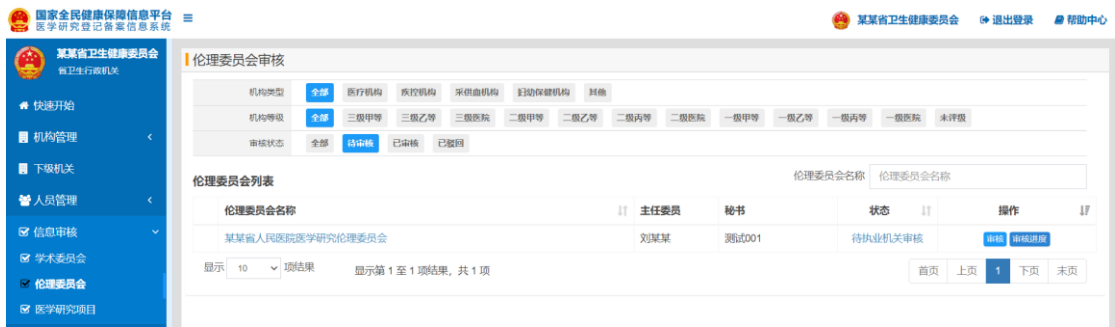 国家全民健康保障信息平台
医学研究登记备案信息系统
某某省卫生健康委员会 退出登录 帮助中心
某某省卫生健康委员会
省卫生行政机关
快速开始
机构管理
下级机关
人员管理
信息审核
学术委员会
伦理委员会
医学研究项目
伦理委员会审核
机构类型 全部 医疗机构 疾控机构 采供血机构 妇幼保健机构 其他
机构等级 全部 三级甲等 三级乙等 三级医院 二级甲等 二级乙等 二级丙等 二级医院 一级甲等 一级乙等 一级丙等 一级医院 未评级
审核状态 全部 待审核 已审核 已驳回
伦理委员会列表 伦理委员会名称 伦理委员会名称
伦理委员会名称 主任委员 秘书 状态 操作
某某省人民医院医学研究伦理委员会 刘某某 测试001 待执业机关审核 审核 审核进度
显示 10 项结果 显示第 1 至 1 项结果，共 1 项 首页 上页 1 下页 末页